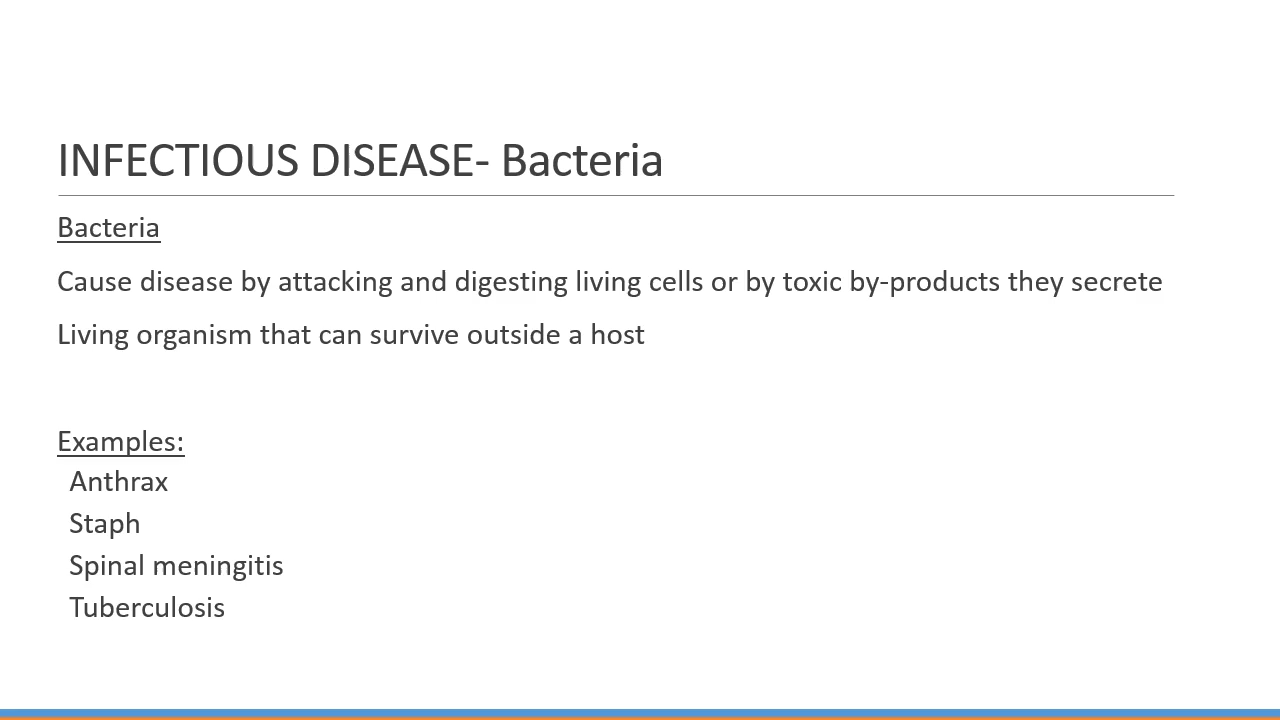 INFECTIOUS DISEASE- Bacteria
Bacteria
Cause disease by attacking and digesting living cells or by toxic by-products they secrete
Living organism that can survive outside a host
Examples:
Anthrax
Staph
Spinal meningitis
Tuberculosis